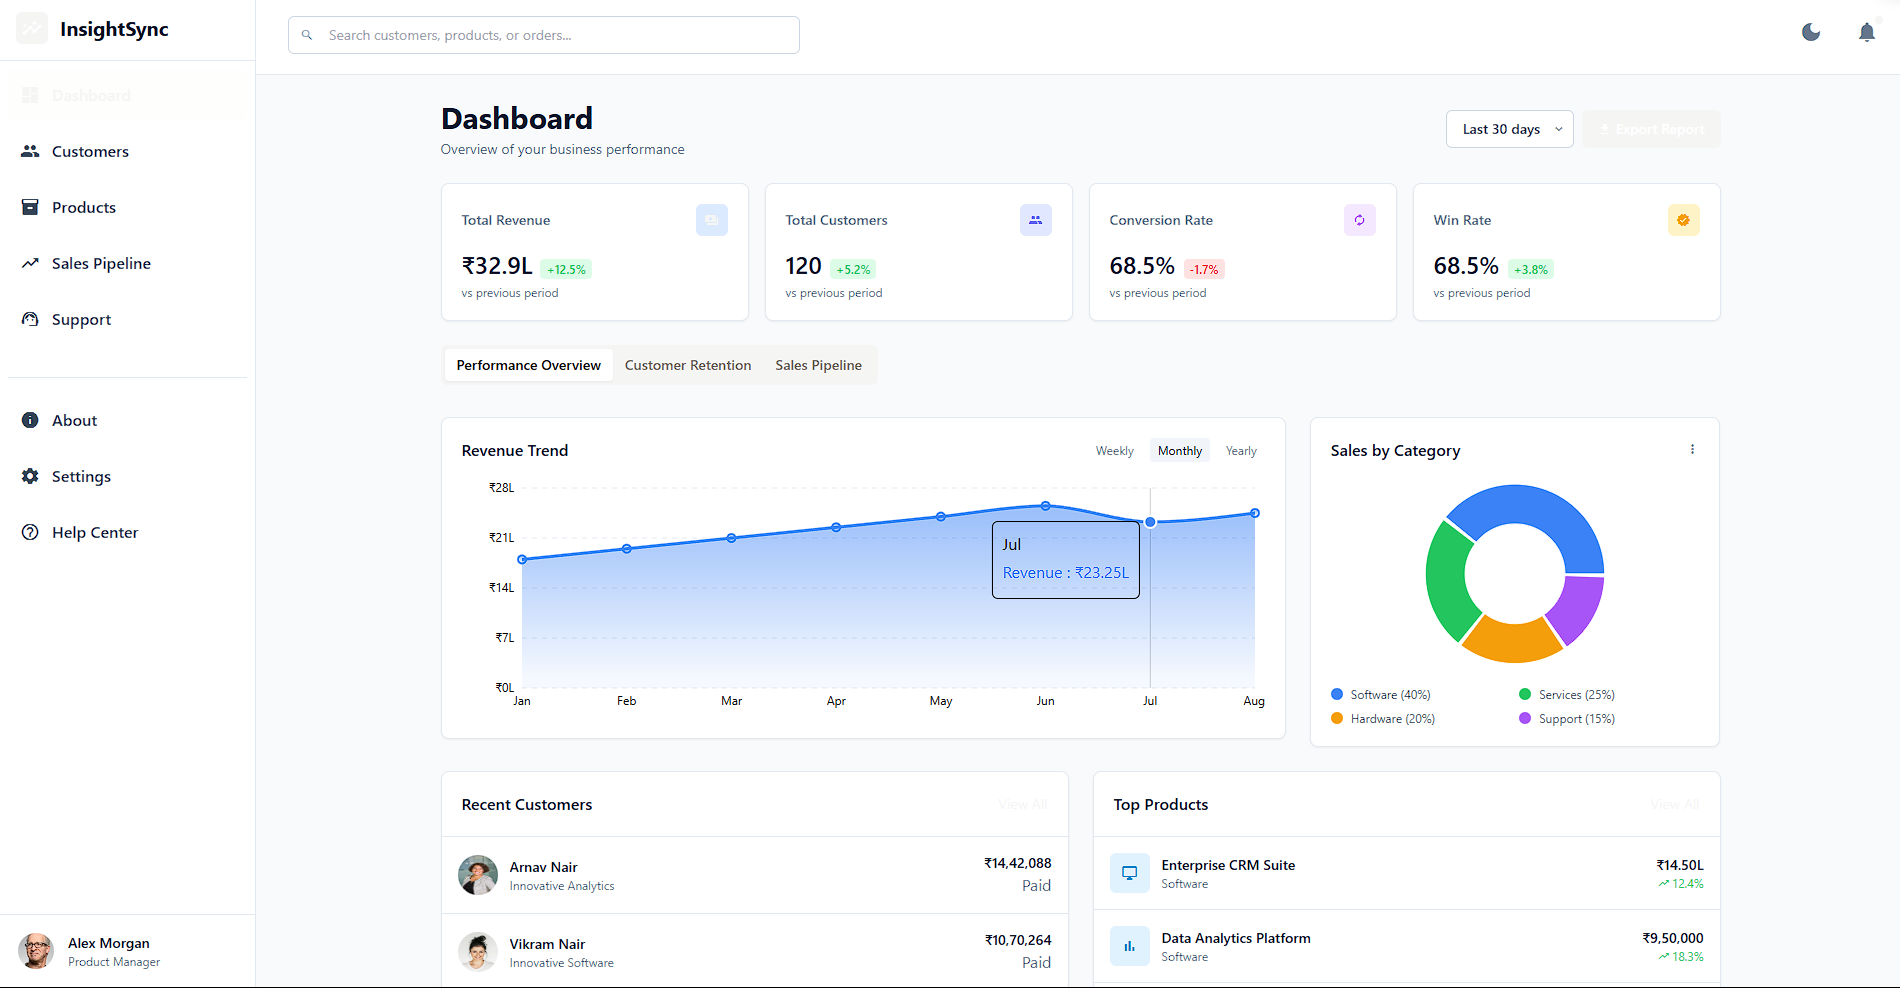 InsightSync
Search customers, products, or orders...
Dashboard
Customers
Products
Sales Pipeline
Support
About
Settings
Help Center
Alex Morgan
Product Manager
Dashboard
Overview of your business performance
Last 30 days
Export Report
Total Revenue
₹32.9L +12.5%
vs previous period
Total Customers
120 +5.2%
vs previous period
Conversion Rate
68.5% -1.7%
vs previous period
Win Rate
68.5% +3.8%
vs previous period
Performance Overview Customer Retention Sales Pipeline
Revenue Trend
Weekly Monthly Yearly
₹28L
₹21L
₹14L
₹7L
₹0L
Jan Feb Mar Apr May Jun Jul Aug
Jul
Revenue : ₹23.25L
Sales by Category
Software (40%) Services (25%)
Hardware (20%) Support (15%)
Recent Customers View All
Arnav Nair ₹14,42,088
Innovative Analytics Paid
Vikram Nair ₹10,70,264
Innovative Software Paid
Top Products View All
Enterprise CRM Suite ₹14.50L
Software 12.4%
Data Analytics Platform ₹9,50,000
Software 18.3%